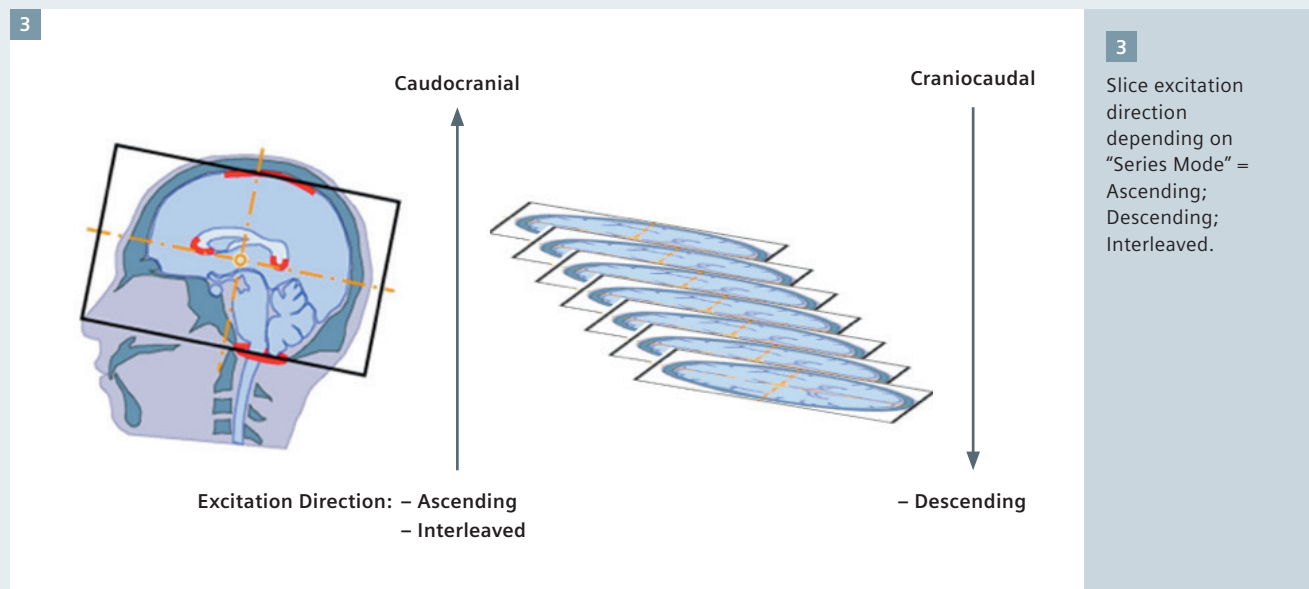 3
Caudocranial
Craniocaudal
Excitation Direction: – Ascending
– Interleaved
– Descending
3
Slice excitation
direction
depending on
“Series Mode” =
Ascending;
Descending;
Interleaved.